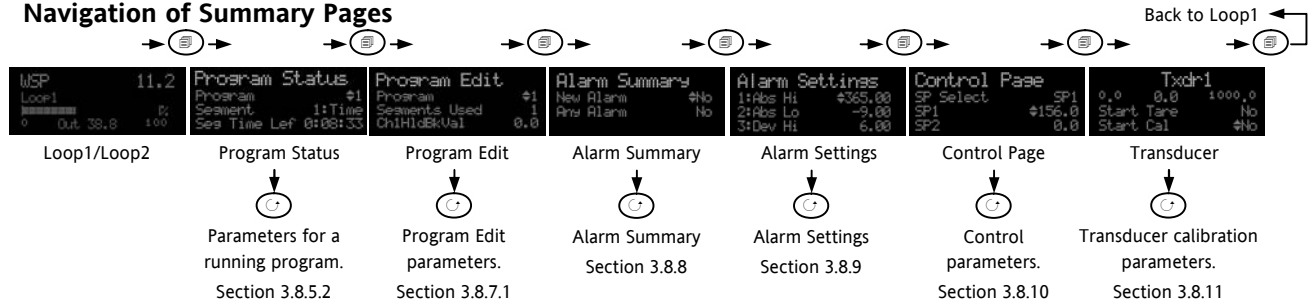 Navigation of Summary Pages
Back to Loop1
WSP 11.2
Loop1
%
0 Out 38.8 100
Program Status
Program 1
Segment 1:Time
Seg Time Lef 0:08:33
Program Edit
Program 1
Segments Used 1
Ch1HldBkVal 0.0
Alarm Summary
New Alarm No
Any Alarm No
Alarm Settings
1:Abs Hi 365.00
2:Abs Lo -9.00
3:Dev Hi 6.00
Control Page
SP Select SP1
SP1 156.0
SP2 0.0
Txdr1
0.0 0.0 1000.0
Start Tare No
Start Cal No
Loop1/Loop2
Program Status
Program Edit
Alarm Summary
Alarm Settings
Control Page
Transducer
Parameters for a
running program.
Section 3.8.5.2
Program Edit
parameters.
Section 3.8.7.1
Alarm Summary
Section 3.8.8
Alarm Settings
Section 3.8.9
Control
parameters.
Section 3.8.10
Transducer calibration
parameters.
Section 3.8.11